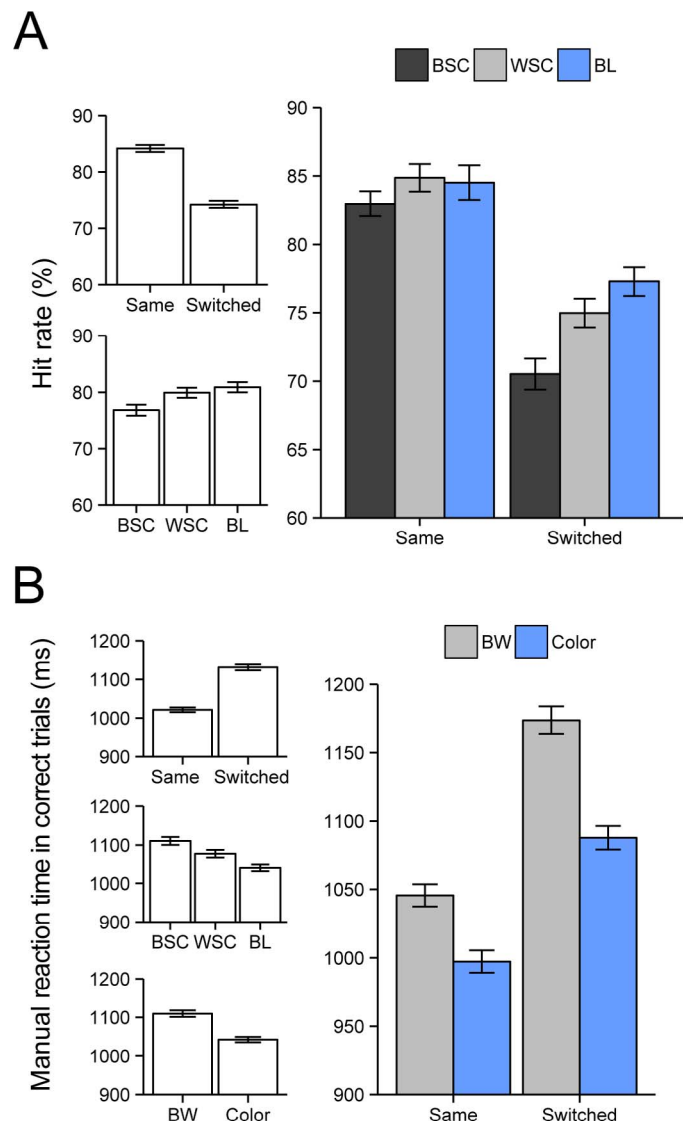 A
BSC WSC BL
Hit rate (%)
90
80
70
60
Same Switched
90
80
70
60
BSC WSC BL
90
85
80
75
70
65
60
Same Switched
B
BW Color
Manual reaction time in correct trials (ms)
1200
1100
1000
900
Same Switched
1200
1100
1000
900
BSC WSC BL
1200
1100
1000
900
BW Color
1200
1150
1100
1050
1000
950
900
Same Switched